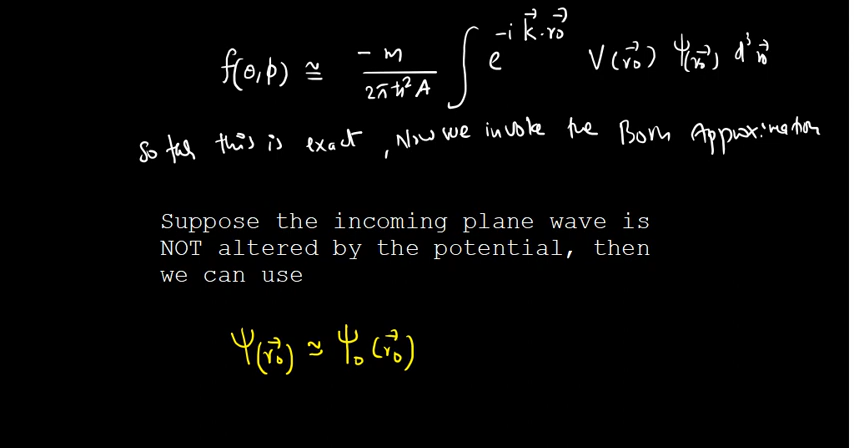 f(θ,φ) ≅ -m / 2πħ²A ∫ e^{-i k⃗·r⃗₀} V(r⃗₀) Ψ(r⃗₀) d³r⃗₀
So far this is exact, Now we invoke the Born Approximation
Suppose the incoming plane wave is
NOT altered by the potential, then
we can use
Ψ(r⃗₀) ≅ Ψ₀(r⃗₀)